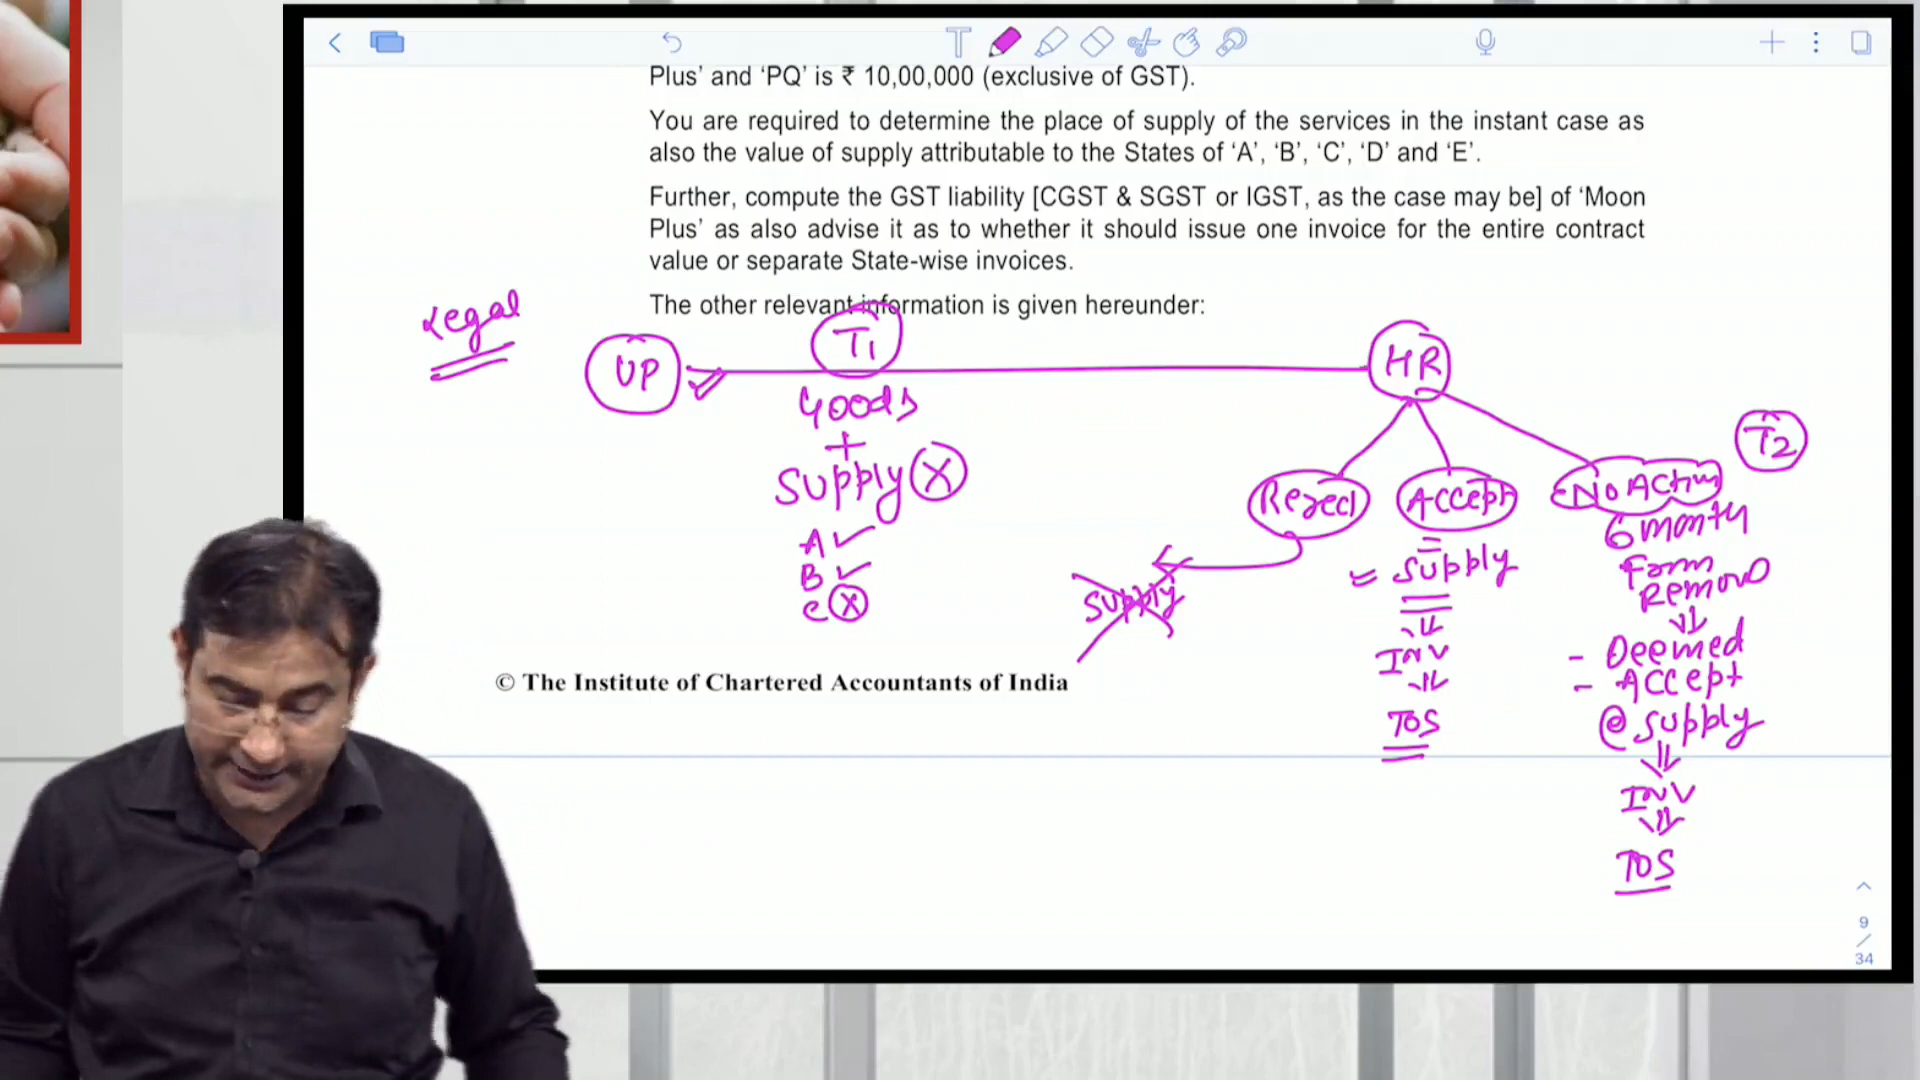 Plus’ and ‘PQ’ is ₹ 10,00,000 (exclusive of GST).
You are required to determine the place of supply of the services in the instant case as
also the value of supply attributable to the States of ‘A’, ‘B’, ‘C’, ‘D’ and ‘E’.
Further, compute the GST liability [CGST & SGST or IGST, as the case may be] of ‘Moon
Plus’ as also advise it as to whether it should issue one invoice for the entire contract
value or separate State-wise invoices.
The other relevant information is given hereunder:
Legal
UP
T1
HR
Goods
+
Supply X
A ✓
B ✓
C X
Reject
Accept
No Action
T2
Supply
= Supply
INV
TOS
6 month
From
Remove
- Deemed
- Accept
@ Supply
INV
TOS
© The Institute of Chartered Accountants of India
9
/
34